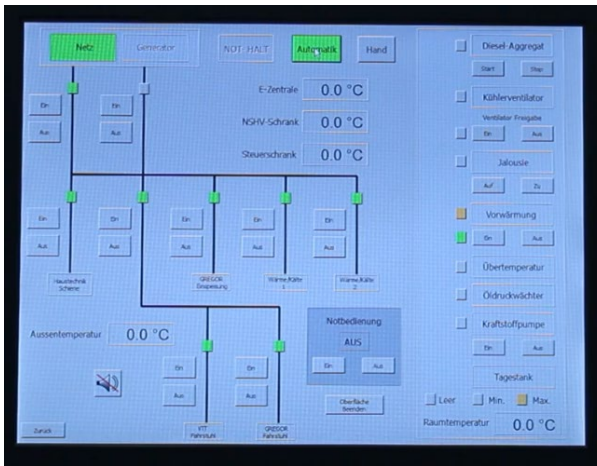 Netz Generator NOT HALT Automatik Hand
Diesel-Aggregat
Start Stop
E-Zentrale 0.0 °C
Kühlerventilator
Ein Ein
Ventilator Freigabe
NSHV-Schrank 0.0 °C
Aus Aus
Ein Aus
Steuerschrank 0.0 °C
Jalousie
Auf Zu
Ein Ein Ein Ein Ein
Vorwärmung
Aus Aus Aus Aus Aus
Ein Aus
Übertemperatur
Haustechnik
Schiene
GREGOR
Einspeisung
Wärme/Kälte
1
Wärme/Kälte
2
Öldruckwächter
Notbedienung
Kraftstoffpumpe
Aussentemperatur 0.0 °C
AUS
Ein Aus
Ein Ein
Ein Aus
Tagestank
Aus Aus
Oberfläche
Beenden
Leer Min. Max.
Zurück
VTT
Fahrstuhl
GREGOR
Fahrstuhl
Raumtemperatur 0.0 °C